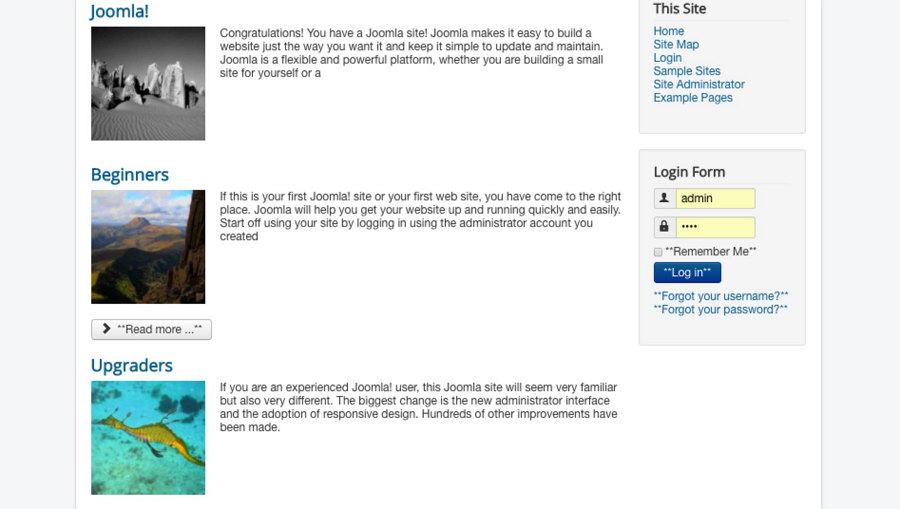 Joomla!
Congratulations! You have a Joomla site! Joomla makes it easy to build a
website just the way you want it and keep it simple to update and maintain.
Joomla is a flexible and powerful platform, whether you are building a small
site for yourself or a
Beginners
If this is your first Joomla! site or your first web site, you have come to the right
place. Joomla will help you get your website up and running quickly and easily.
Start off using your site by logging in using the administrator account you
created
**Read more ...**
Upgraders
If you are an experienced Joomla! user, this Joomla site will seem very familiar
but also very different. The biggest change is the new administrator interface
and the adoption of responsive design. Hundreds of other improvements have
been made.
This Site
Home
Site Map
Login
Sample Sites
Site Administrator
Example Pages
Login Form
admin
••••
**Remember Me**
**Log in**
**Forgot your username?**
**Forgot your password?**